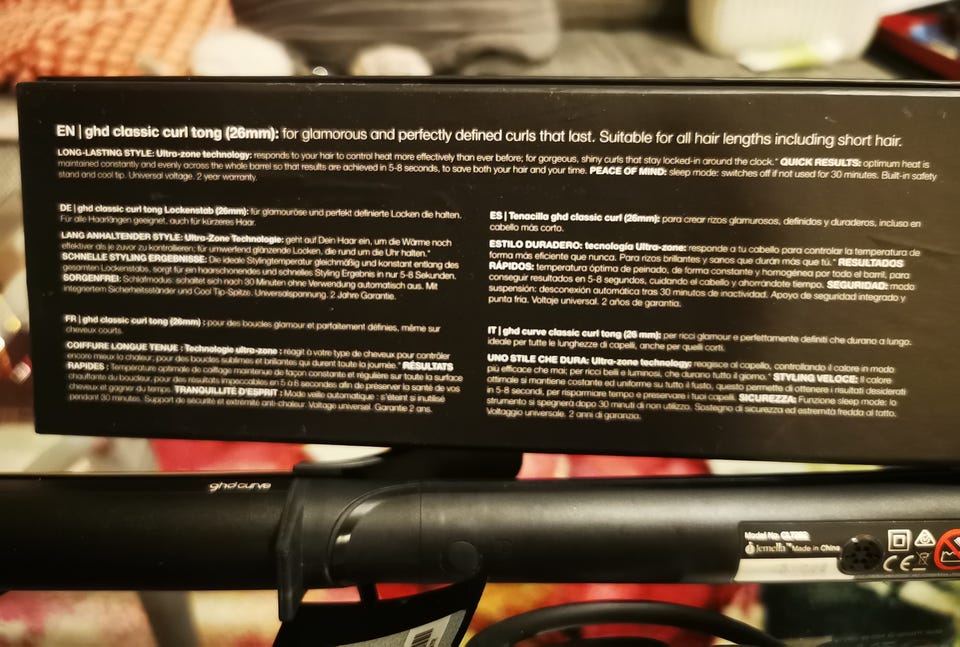 EN | ghd classic curl tong (26mm): for glamorous and perfectly defined curls that last. Suitable for all hair lengths including short hair.
LONG-LASTING STYLE: Ultra-zone technology: responds to your hair to control heat more effectively than ever before; for gorgeous, shiny curls that stay locked-in around the clock.* QUICK RESULTS: optimum heat is
maintained constantly and evenly across the whole barrel so that results are achieved in 5-8 seconds, to save both your hair and your time. PEACE OF MIND: sleep mode: switches off if not used for 30 minutes. Built-in safety
stand and cool tip. Universal voltage. 2 year warranty.
DE | ghd classic curl tong Lockenstab (26mm): für glamouröse und perfekt definierte Locken die halten.
Für alle Haarlängen geeignet, auch für kürzeres Haar.
LANG ANHALTENDER STYLE: Ultra-Zone Technologie: geht auf Dein Haar ein, um die Wärme noch
effektiver als je zuvor zu kontrollieren; für umwerfend glänzende Locken, die rund um die Uhr halten.*
SCHNELLE STYLING ERGEBNISSE: Die ideale Stylingtemperatur gleichmäßig und konstant entlang des
gesamten Lockenstabs, sorgt für ein haarschonendes und schnelles Styling Ergebnis in nur 5-8 Sekunden.
SORGENFREI: Schlafmodus: schaltet sich nach 30 Minuten ohne Verwendung automatisch aus. Mit
integriertem Sicherheitsständer und Cool Tip-Spitze. Universalspannung. 2 Jahre Garantie.
FR | ghd classic curl tong (26mm) : pour des boucles glamour et parfaitement définies, même sur
cheveux courts.
COIFFURE LONGUE TENUE : Technologie ultra-zone : réagit à votre type de cheveux pour contrôler
encore mieux la chaleur; pour des boucles sublimes et brillantes qui durent toute la journée.* RÉSULTATS
RAPIDES : Température optimale de coiffage maintenue de façon constante et régulière sur toute la surface
chauffante du boucleur, pour des résultats impeccables en 5 à 8 secondes afin de préserver la santé de vos
cheveux et gagner du temps. TRANQUILLITÉ D'ESPRIT : Mode veille automatique : s'éteint si inutilisé
pendant 30 minutes. Support de sécurité et extrémité anti-chaleur. Voltage universel. Garantie 2 ans.
ES | Tenacilla ghd classic curl (26mm): para crear rizos glamurosos, definidos y duraderos, incluso en
cabello más corto.
ESTILO DURADERO: tecnología Ultra-zone: responde a tu cabello para controlar la temperatura de
forma más eficiente que nunca. Para rizos brillantes y sanos que durán más que tú.* RESULTADOS
RÁPIDOS: temperatura óptima de peinado, de forma constante y homogénea por todo el barril, para
conseguir resultados en 5-8 segundos, cuidando el cabello y ahorrándote tiempo. SEGURIDAD: modo
suspensión: desconexión automática tras 30 minutos de inactividad. Apoyo de seguridad integrado y
punta fría. Voltaje universal. 2 años de garantía.
IT | ghd curve classic curl tong (26 mm): per ricci glamour e perfettamente definiti che durano a lungo.
ideale per tutte le lunghezze di capelli, anche per quelli corti.
UNO STILE CHE DURA: Ultra-zone technology: reagisce al capello, controllando il calore in modo
più efficace che mai; per ricci belli e luminosi, che durano tutto il giorno.* STYLING VELOCE: Il calore
ottimale si mantiene costante ed uniforme su tutto il fusto, questo permette di ottenere i risultati desiderati
in 5-8 secondi, per risparmiare tempo e preservare i tuoi capelli. SICUREZZA: Funzione sleep mode: lo
strumento si spegnerà dopo 30 minuti di non utilizzo. Sostegno di sicurezza ed estremità fredda al tatto.
Voltaggio universale. 2 anni di garanzia.
ghd curve
Model No.
Jemella™ Made in China
CE